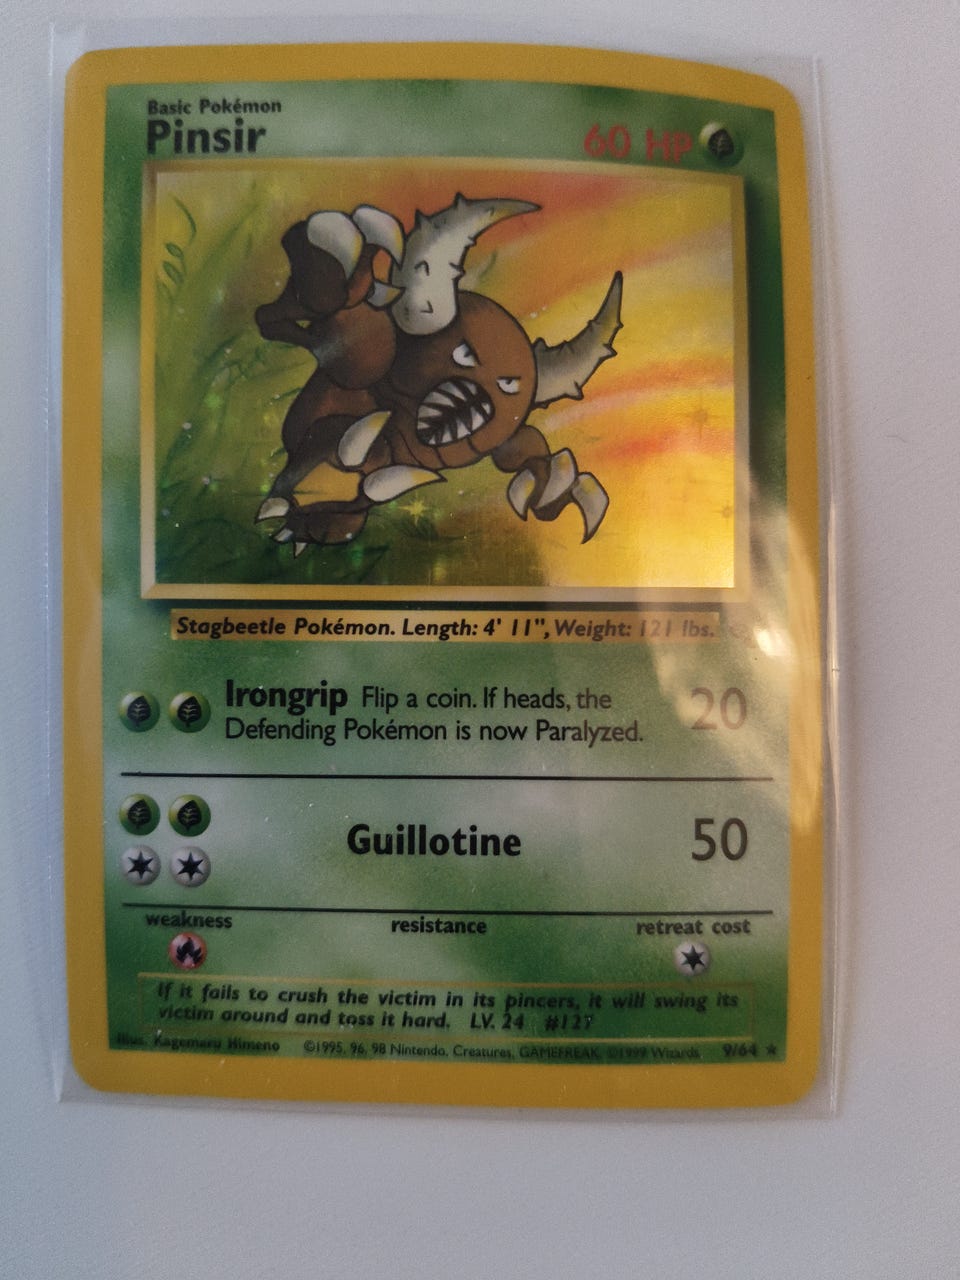 Basic Pokémon
Pinsir
60 HP
Stagbeetle Pokémon. Length: 4' 11", Weight: 121 lbs.
Irongrip Flip a coin. If heads, the
Defending Pokémon is now Paralyzed.
20
Guillotine
50
weakness resistance retreat cost
If it fails to crush the victim in its pincers, it will swing its
victim around and toss it hard. LV. 24 #127
Illus. Kagemaru Himeno ©1995, 96, 98 Nintendo, Creatures, GAMEFREAK. ©1999 Wizards. 9/64 ★